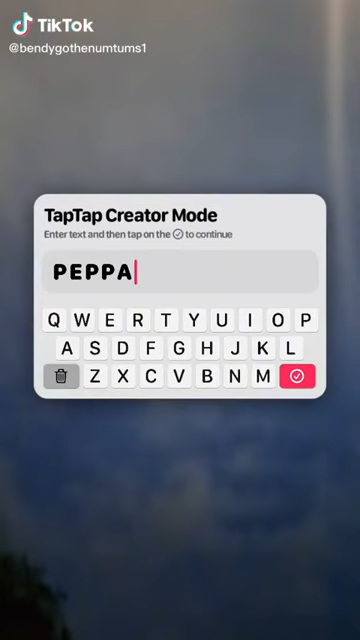 TikTok
@bendygothenumtums1
TapTap Creator Mode
Enter text and then tap on the to continue
PEPPA
Q W E R T Y U I O P
A S D F G H J K L
Z X C V B N M